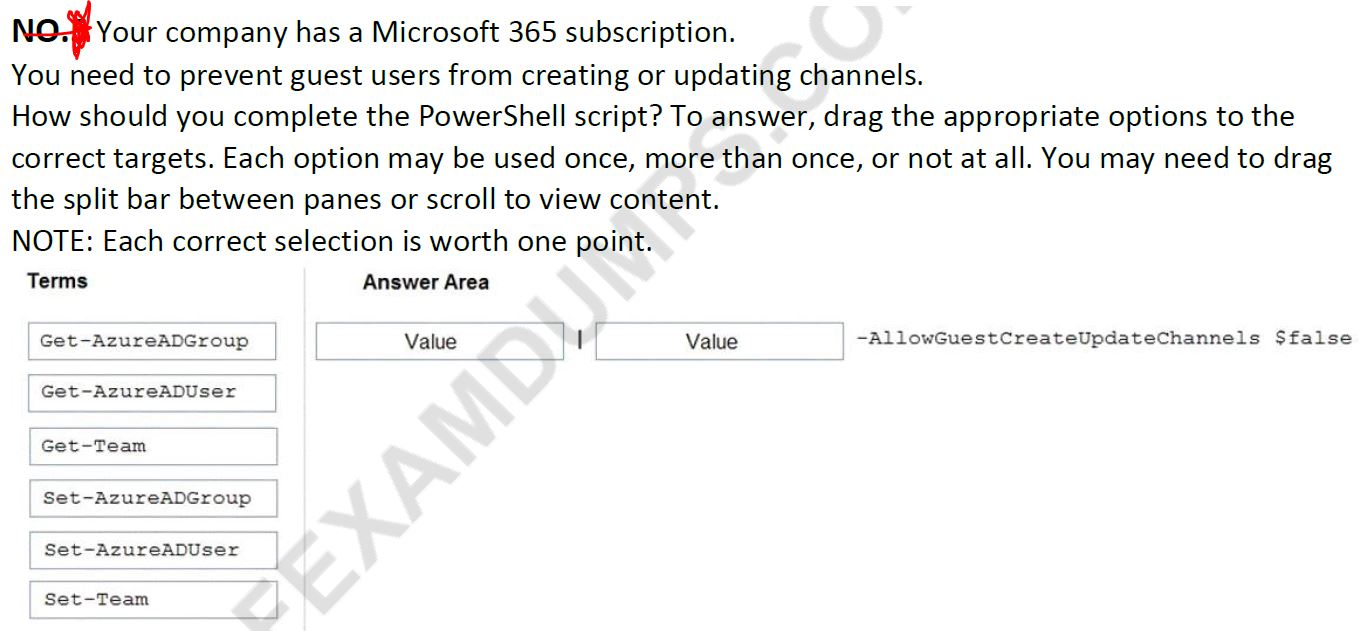 NO. Your company has a Microsoft 365 subscription.
You need to prevent guest users from creating or updating channels.
How should you complete the PowerShell script? To answer, drag the appropriate options to the
correct targets. Each option may be used once, more than once, or not at all. You may need to drag
the split bar between panes or scroll to view content.
NOTE: Each correct selection is worth one point.
Terms
Answer Area
Get-AzureADGroup
Value | Value -AllowGuestCreateUpdateChannels $false
Get-AzureADUser
Get-Team
Set-AzureADGroup
Set-AzureADUser
Set-Team
FEXAMDUMPS.CO